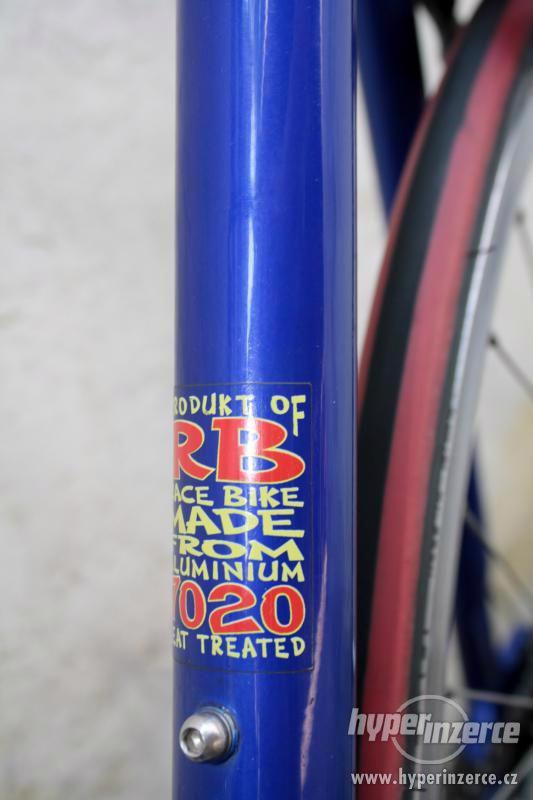 RODUKT OF
RB
ACE BIKE
MADE
FROM
LUMINIUM
7020
EAT TREATED
hyperinzerce
www.hyperinzerce.cz